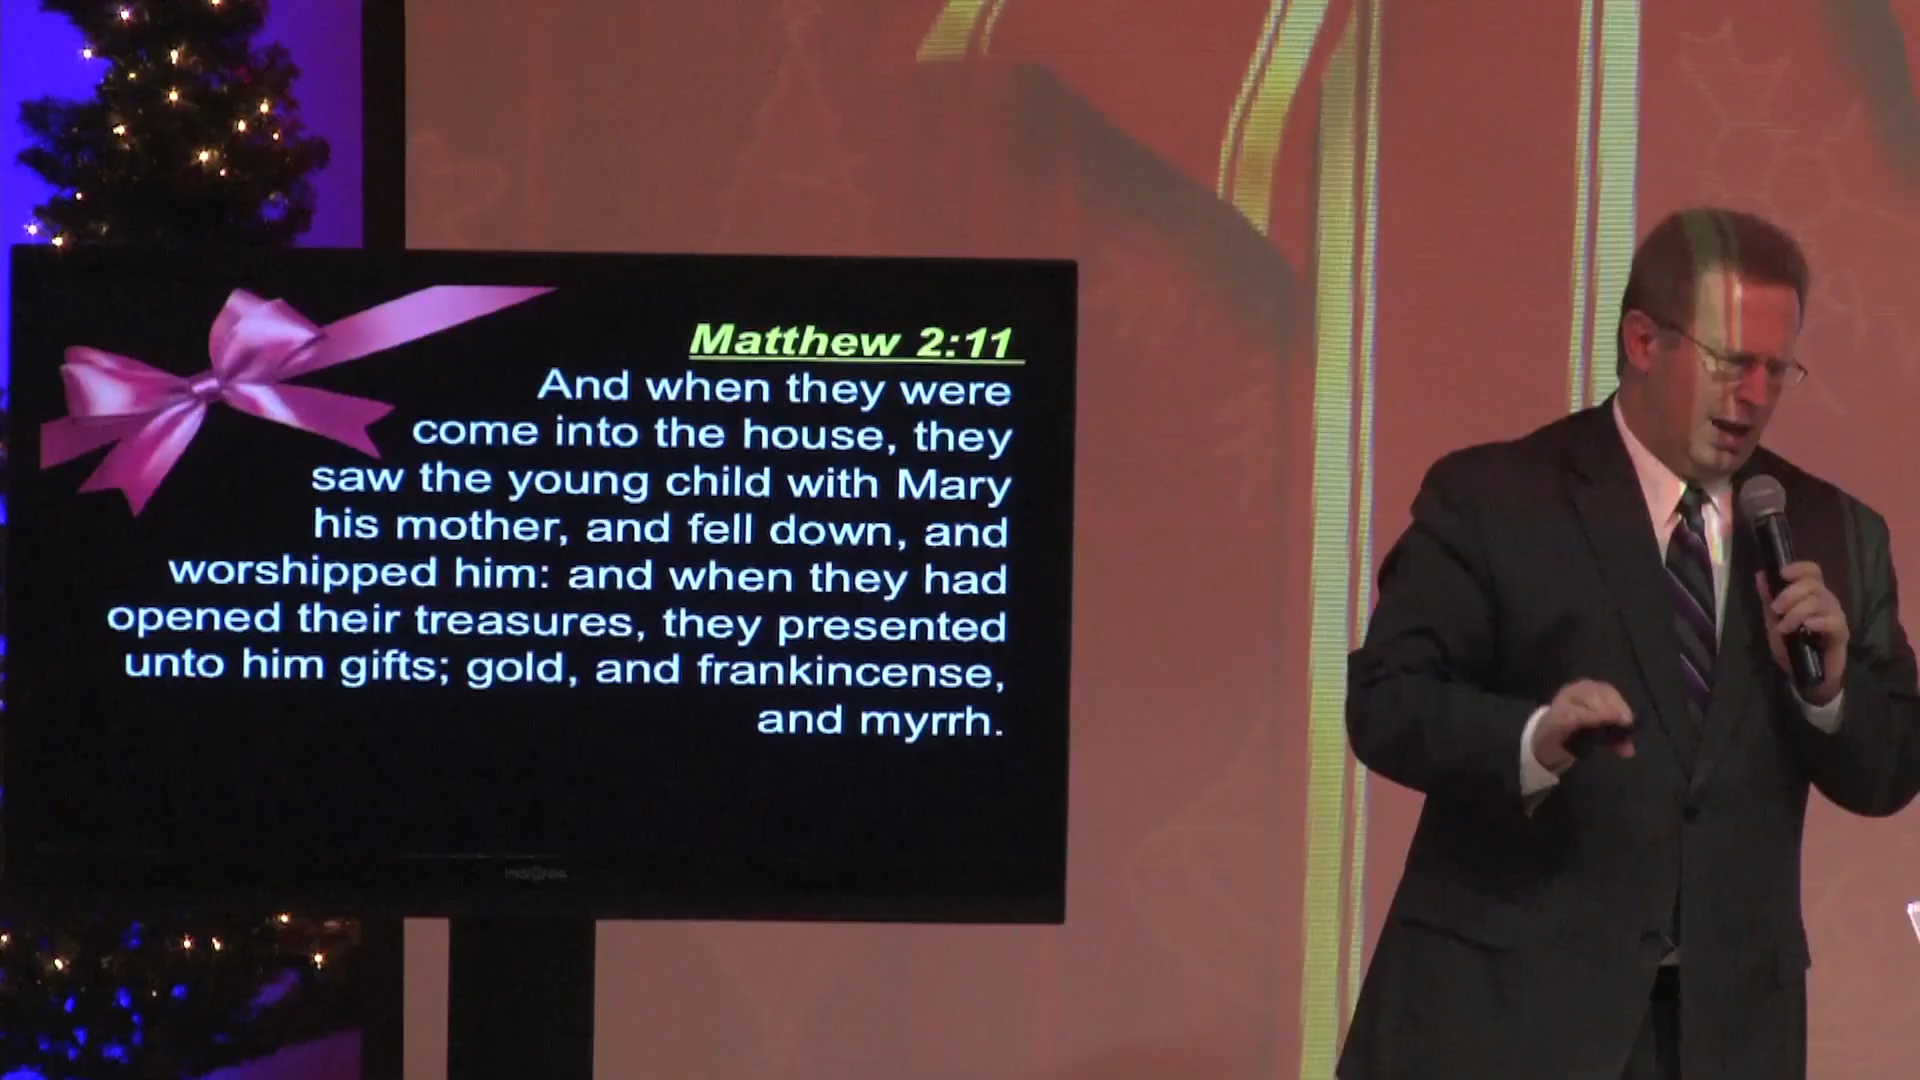 Matthew 2:11
And when they were
come into the house, they
saw the young child with Mary
his mother, and fell down, and
worshipped him: and when they had
opened their treasures, they presented
unto him gifts; gold, and frankincense,
and myrrh.
INSIGNIA